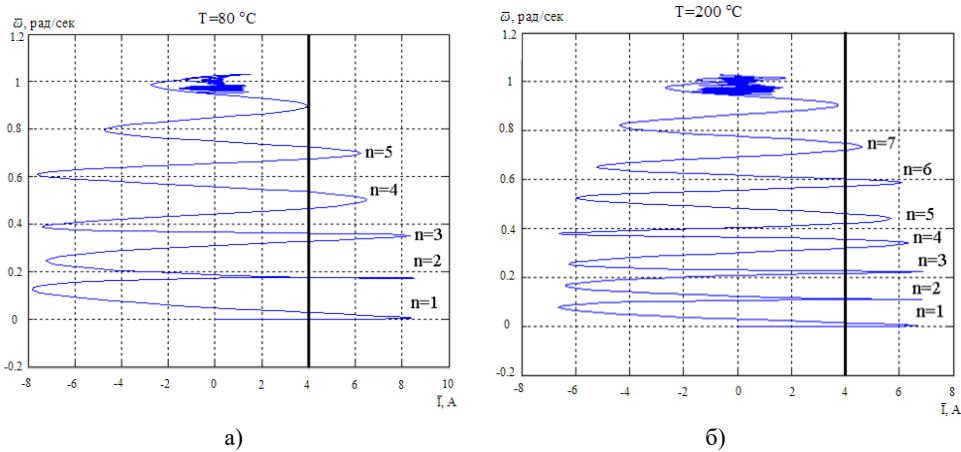 ω̅, рад/сек
T=80 °C
1.2
1
0.8
0.6
0.4
0.2
0
-0.2
n=5
n=4
n=3
n=2
n=1
-8 -6 -4 -2 0 2 4 6 8 10
I̅, А
а)
ω̅, рад/сек
T=200 °C
1.2
1
0.8
0.6
0.4
0.2
0
-0.2
n=7
n=6
n=5
n=4
n=3
n=2
n=1
-8 -6 -4 -2 0 2 4 6 8
I̅, А
б)